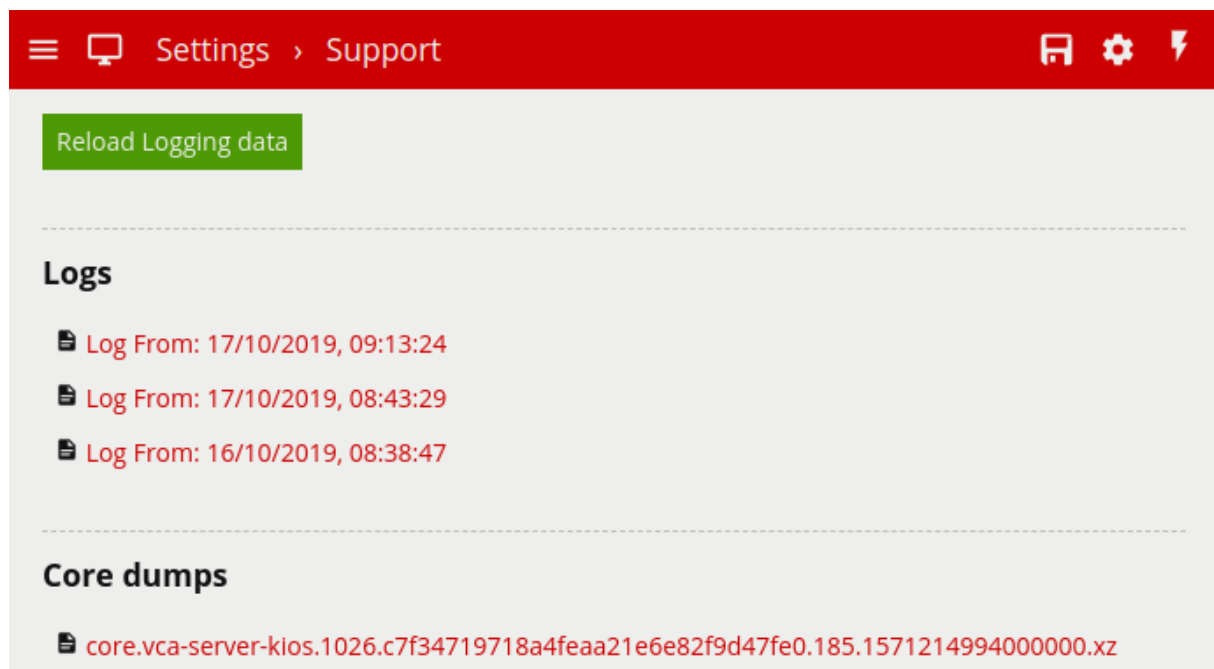 Settings › Support
Reload Logging data
Logs
Log From: 17/10/2019, 09:13:24
Log From: 17/10/2019, 08:43:29
Log From: 16/10/2019, 08:38:47
Core dumps
core.vca-server-kios.1026.c7f34719718a4feaa21e6e82f9d47fe0.185.1571214994000000.xz